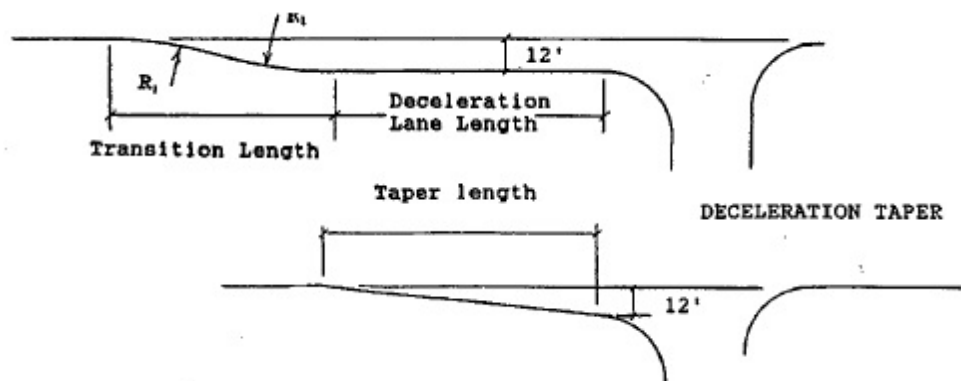 R₁
12'
R₁
Deceleration
Lane Length
Transition Length
Taper length
DECELERATION TAPER
12'